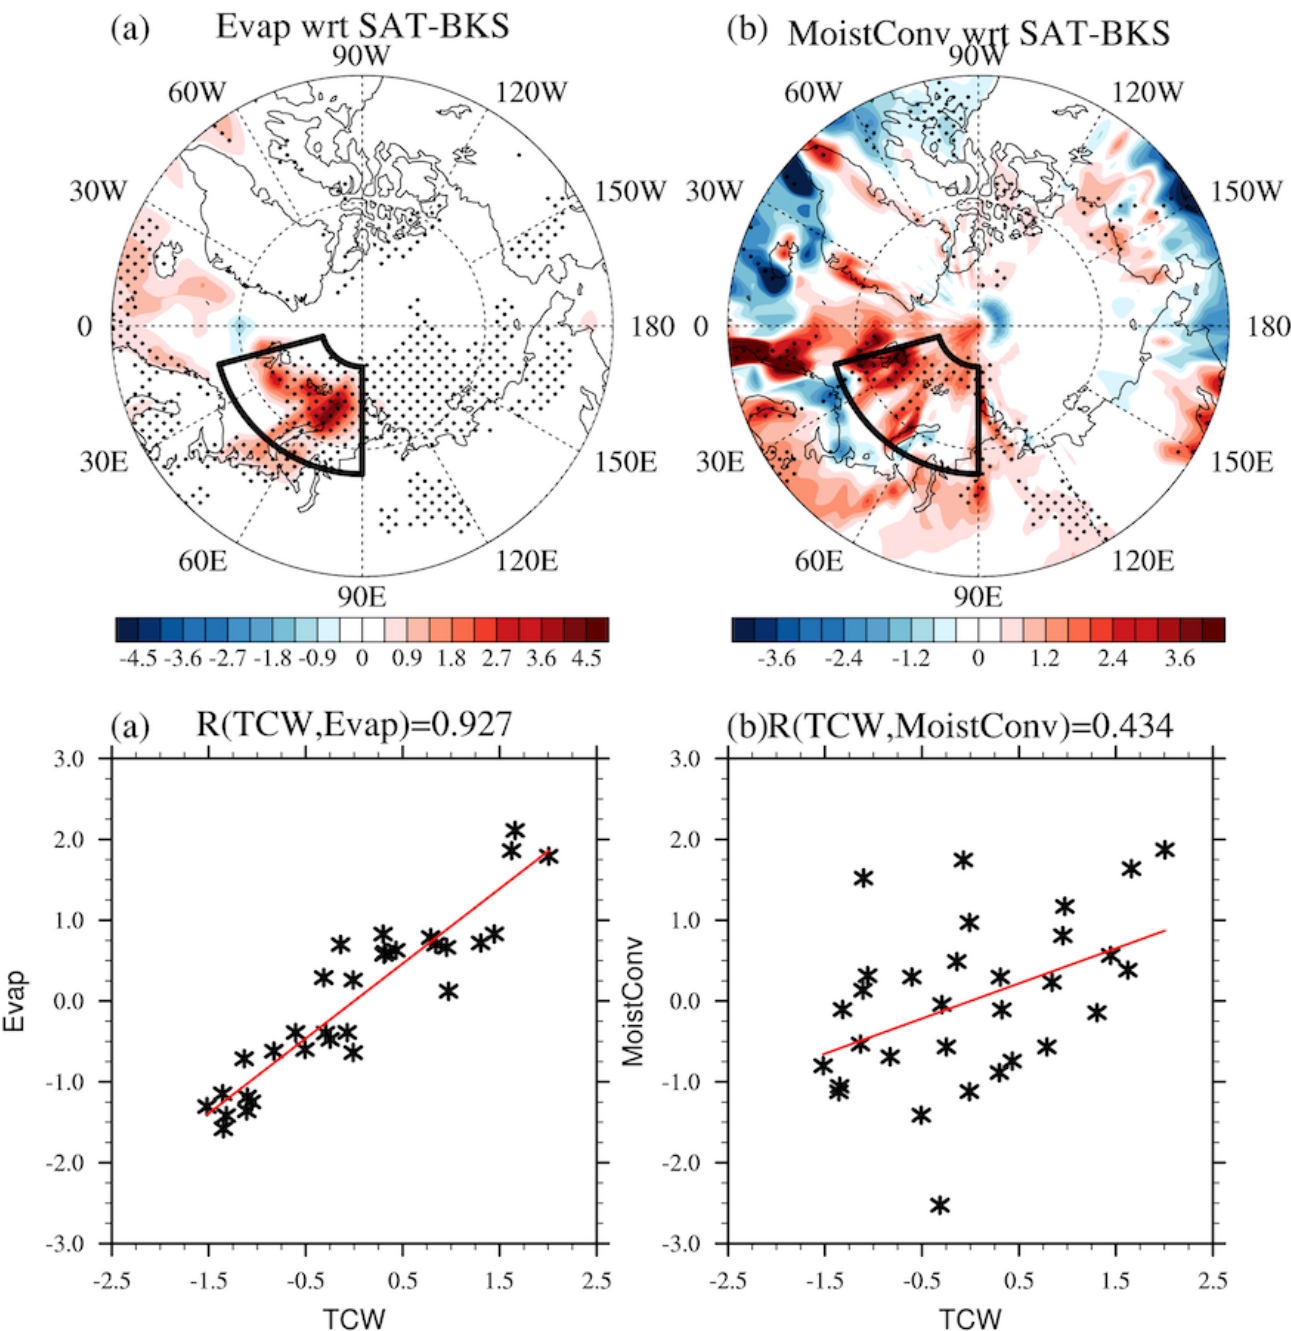 (a) Evap wrt SAT-BKS
(b) MoistConv wrt SAT-BKS
90W
60W 120W
30W 150W
0 180
30E 150E
60E 120E
90E
-4.5 -3.6 -2.7 -1.8 -0.9 0 0.9 1.8 2.7 3.6 4.5
90W
60W 120W
30W 150W
0 180
30E 150E
60E 120E
90E
-3.6 -2.4 -1.2 0 1.2 2.4 3.6
(a) R(TCW,Evap)=0.927
3.0
2.0
1.0
0.0
-1.0
-2.0
-3.0
Evap
-2.5 -1.5 -0.5 0.5 1.5 2.5
TCW
(b)R(TCW,MoistConv)=0.434
3.0
2.0
1.0
0.0
-1.0
-2.0
-3.0
MoistConv
-2.5 -1.5 -0.5 0.5 1.5 2.5
TCW